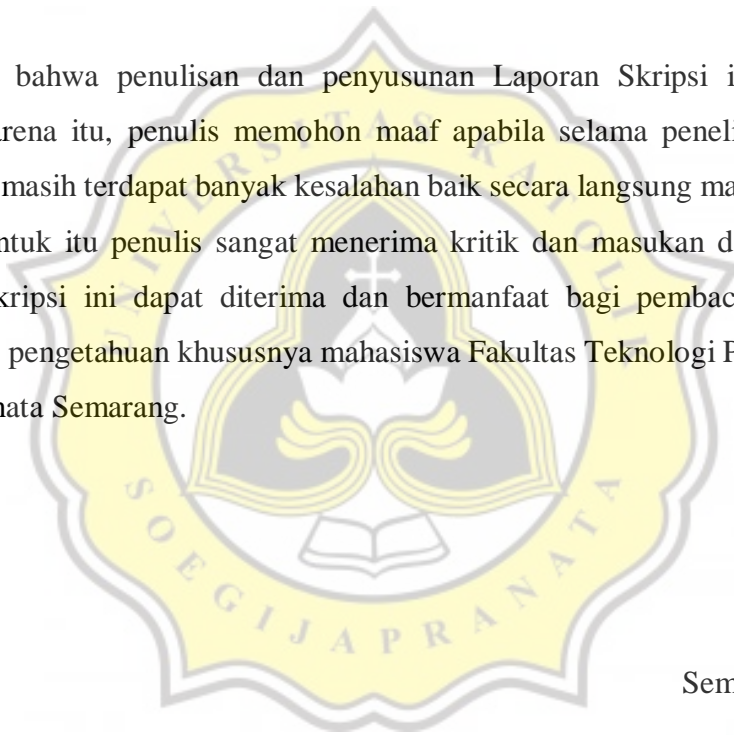 bahwa penulisan dan penyusunan Laporan Skripsi i
arena itu, penulis memohon maaf apabila selama peneli
masih terdapat banyak kesalahan baik secara langsung ma
ntuk itu penulis sangat menerima kritik dan masukan d
kripsi ini dapat diterima dan bermanfaat bagi pembac
pengetahuan khususnya mahasiswa Fakultas Teknologi P
nata Semarang.
UNIVERSITAS KATOLIK
SOEGIJAPRANATA
Sem